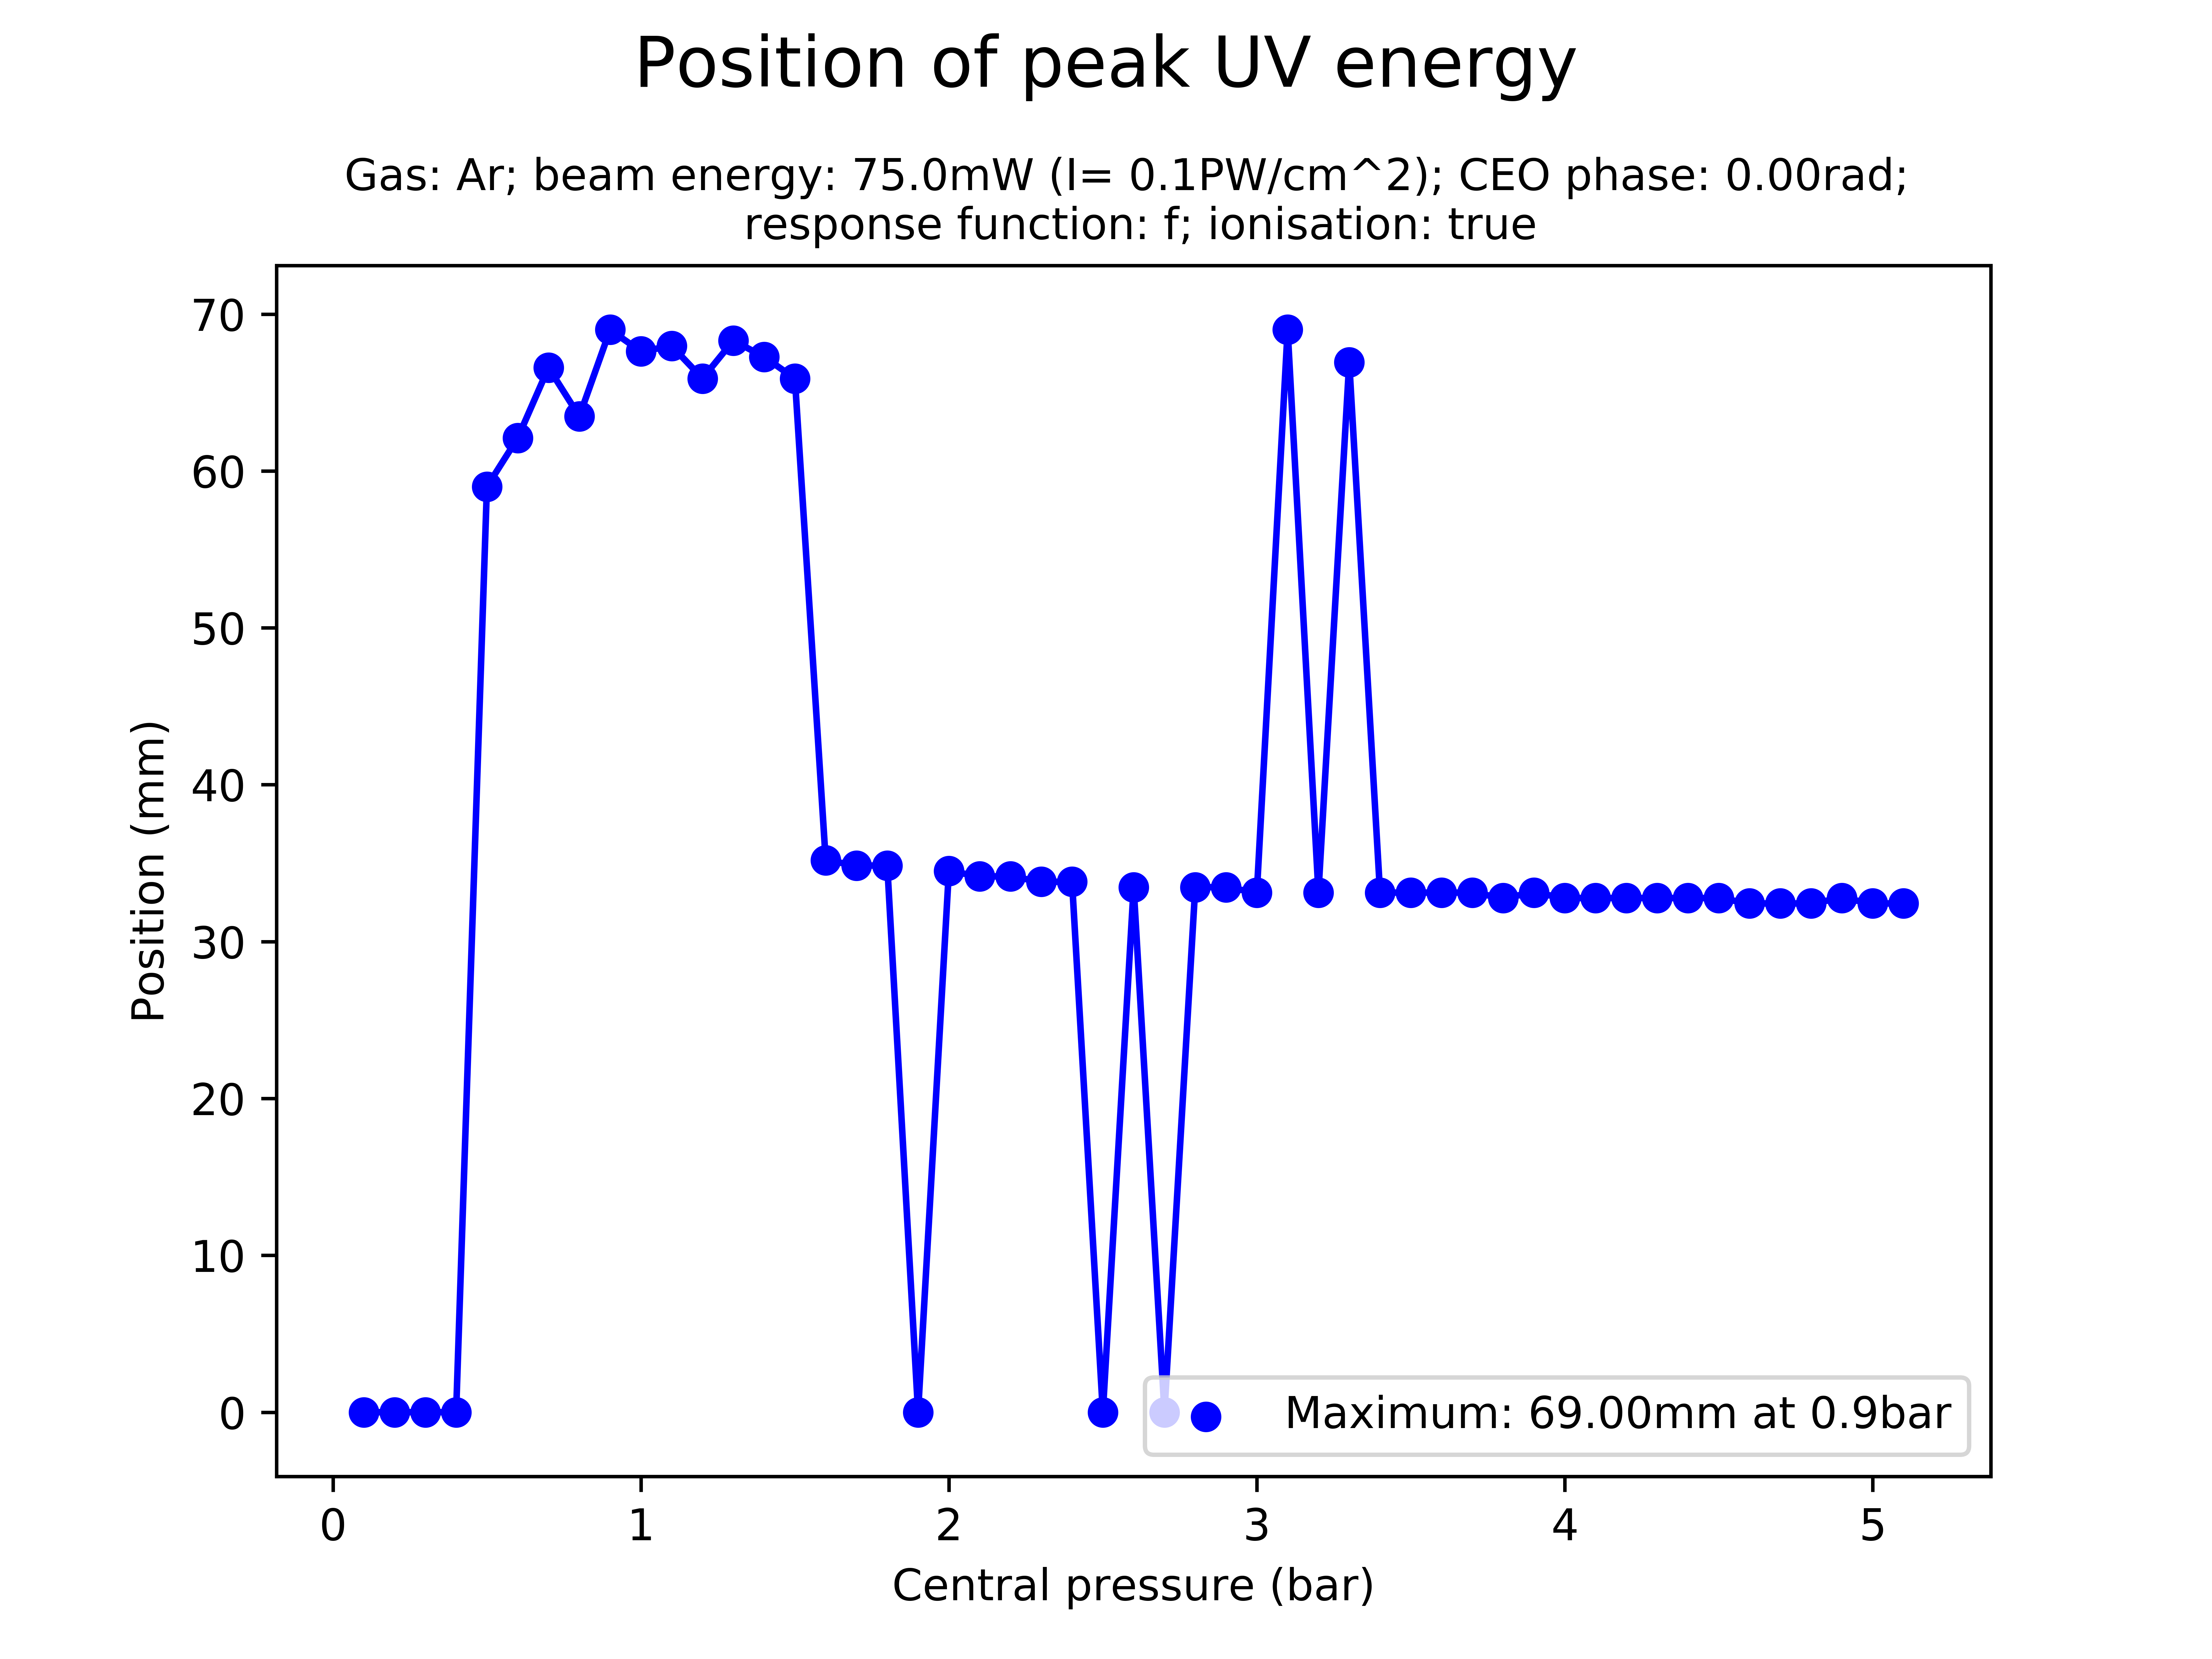 Position of peak UV energy
Gas: Ar; beam energy: 75.0mW (I= 0.1PW/cm^2); CEO phase: 0.00rad;
response function: f; ionisation: true
70
60
50
40
30
20
10
0
Position (mm)
Maximum: 69.00mm at 0.9bar
0 1 2 3 4 5
Central pressure (bar)